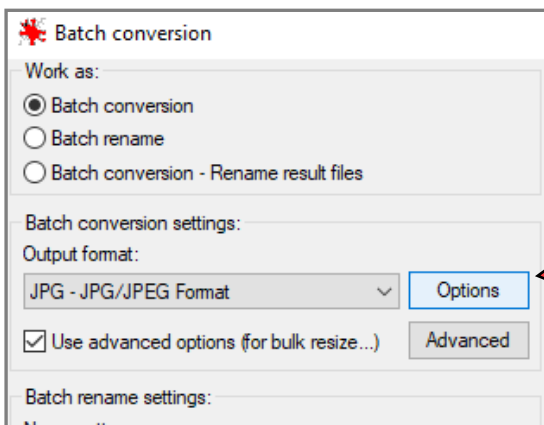 Batch conversion
Work as:
Batch conversion
Batch rename
Batch conversion - Rename result files
Batch conversion settings:
Output format:
JPG - JPG/JPEG Format
Options
Use advanced options (for bulk resize...)
Advanced
Batch rename settings: